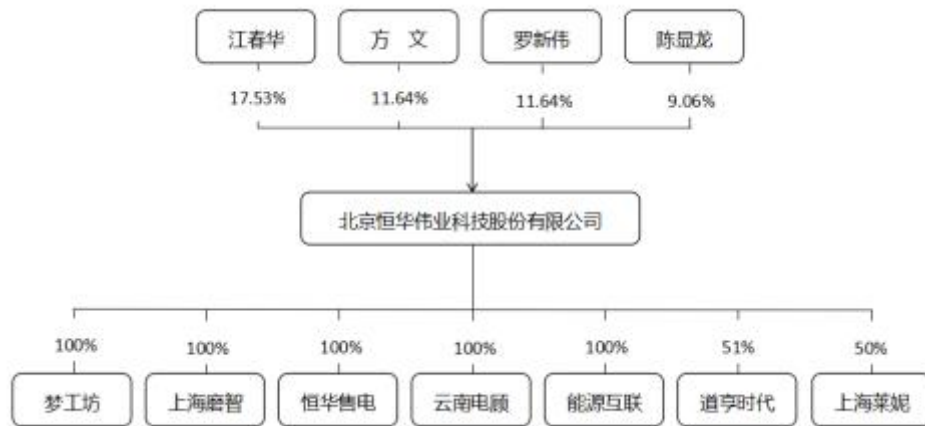 江春华
方 文
罗新伟
陈显龙
17.53%
11.64%
11.64%
9.06%
北京恒华伟业科技股份有限公司
100%
100%
100%
100%
100%
51%
50%
梦工坊
上海磨智
恒华售电
云南电顾
能源互联
道亨时代
上海莱妮